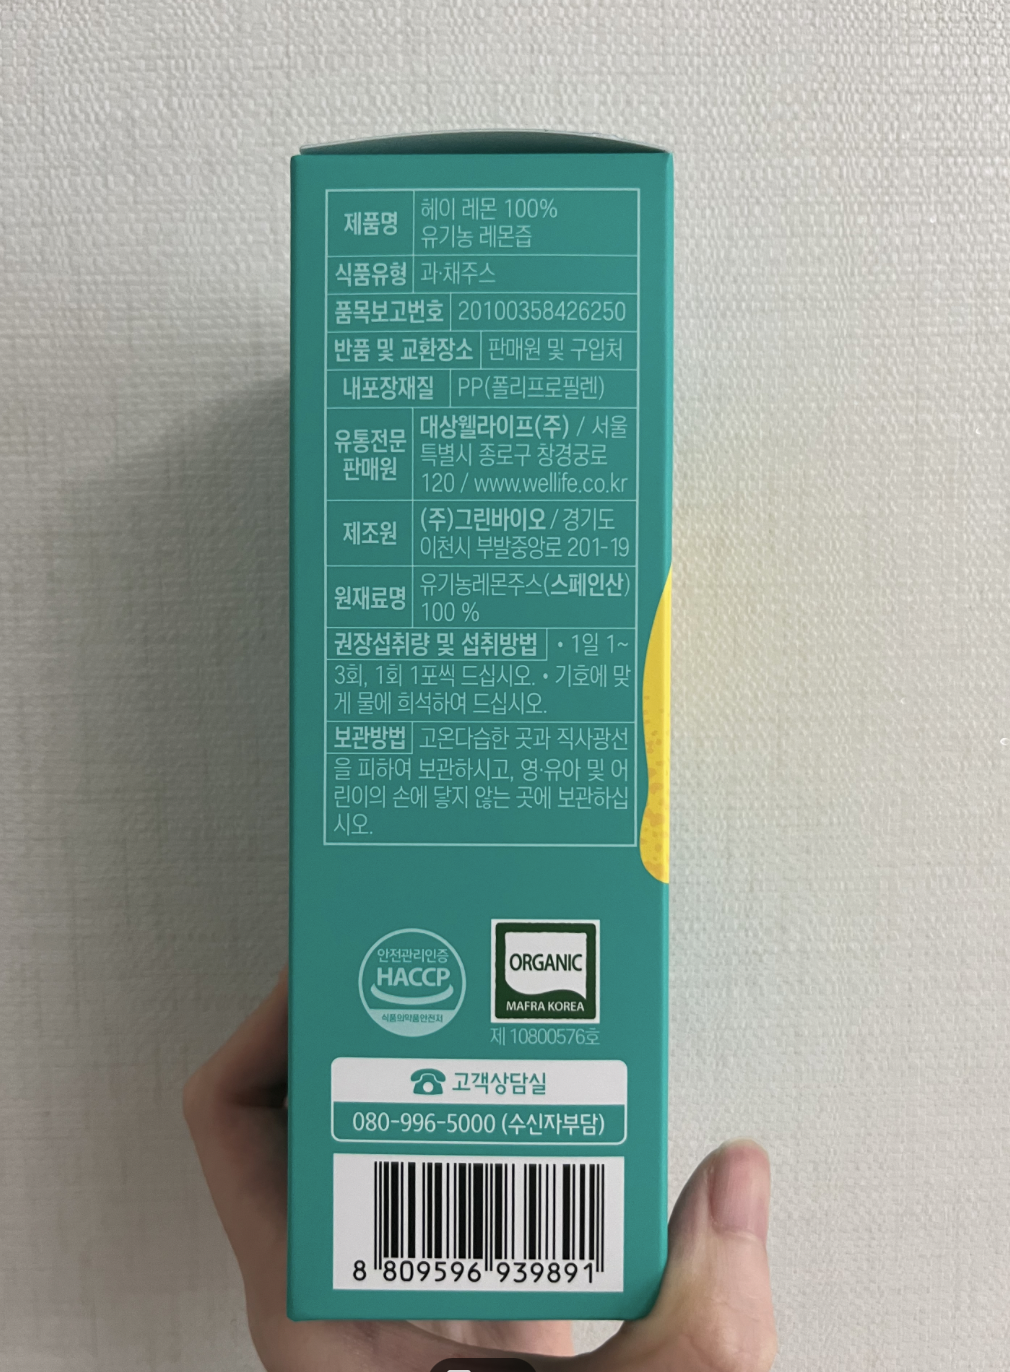 제품명
헤이 레몬 100%
유기농 레몬즙
식품유형 과·채주스
품목보고번호 20100358426250
반품 및 교환장소 판매원 및 구입처
내포장재질 PP(폴리프로필렌)
유통전문
판매원
대상웰라이프(주) / 서울
특별시 종로구 창경궁로
120 / www.wellife.co.kr
제조원
(주)그린바이오 / 경기도
이천시 부발중앙로 201-19
원재료명
유기농레몬주스(스페인산)
100 %
권장섭취량 및 섭취방법 • 1일 1~
3회, 1회 1포씩 드십시오. • 기호에 맞
게 물에 희석하여 드십시오.
보관방법 고온다습한 곳과 직사광선
을 피하여 보관하시고, 영·유아 및 어
린이의 손에 닿지 않는 곳에 보관하십
시오.
안전관리인증
HACCP
식품의약품안전처
ORGANIC
MAFRA KOREA
제 10800576호
고객상담실
080-996-5000 (수신자부담)
8 809596 939891